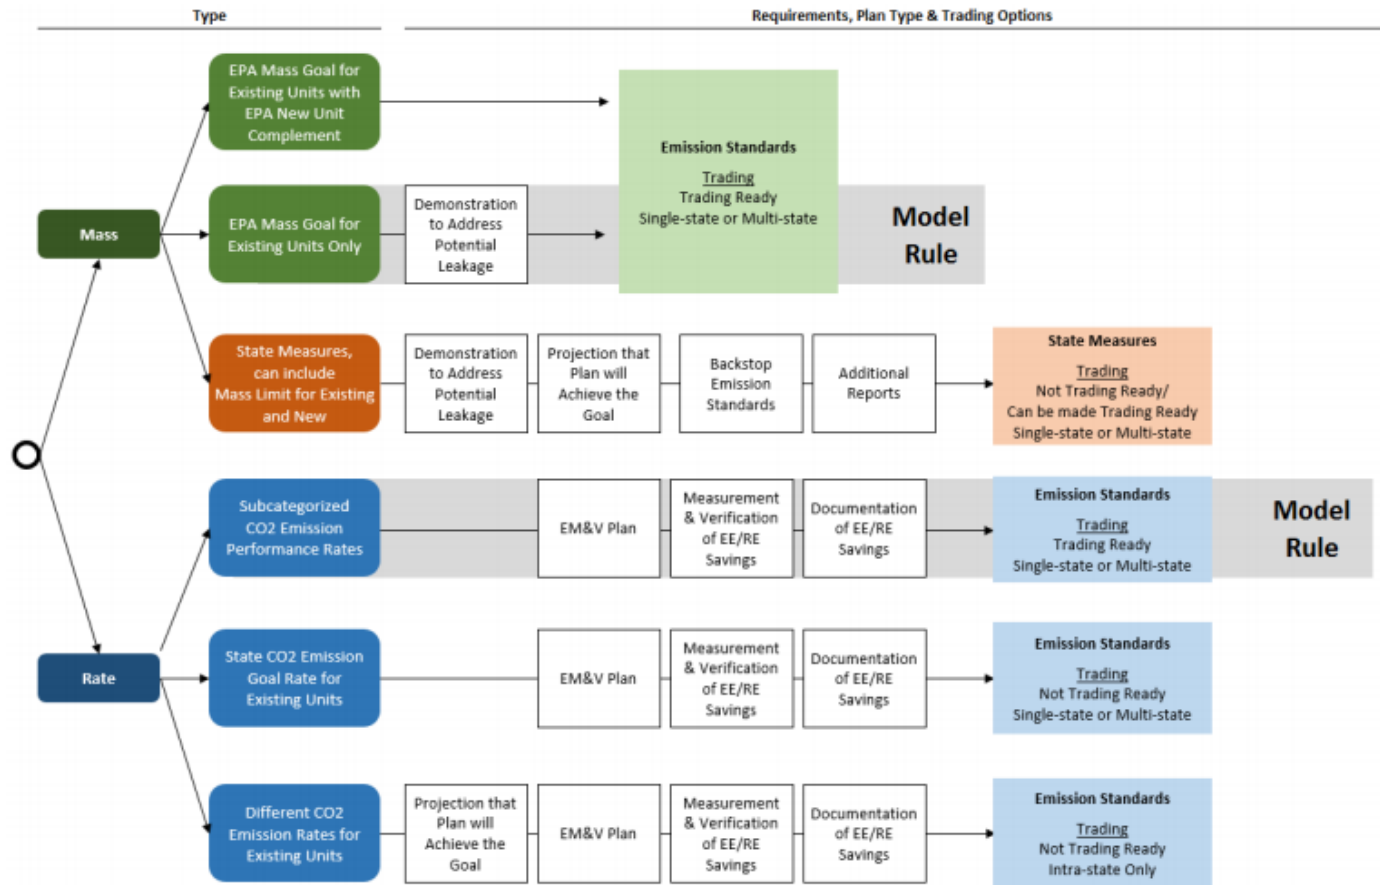 Type
Requirements, Plan Type & Trading Options
EPA Mass Goal for
Existing Units with
EPA New Unit
Complement
Emission Standards
Trading
Trading Ready
Single-state or Multi-state
Mass
EPA Mass Goal for
Existing Units Only
Demonstration
to Address
Potential
Leakage
Model
Rule
State Measures,
can include
Mass Limit for Existing
and New
Demonstration
to Address
Potential
Leakage
Projection that
Plan will
Achieve the
Goal
Backstop
Emission
Standards
Additional
Reports
State Measures
Trading
Not Trading Ready/
Can be made Trading Ready
Single-state or Multi-state
Subcategorized
CO2 Emission
Performance Rates
EM&V Plan
Measurement
& Verification
of EE/RE
Savings
Documentation
of EE/RE
Savings
Emission Standards
Trading
Trading Ready
Single-state or Multi-state
Model
Rule
Rate
State CO2 Emission
Goal Rate for
Existing Units
EM&V Plan
Measurement
& Verification
of EE/RE
Savings
Documentation
of EE/RE
Savings
Emission Standards
Trading
Not Trading Ready
Single-state or Multi-state
Different CO2
Emission Rates for
Existing Units
Projection that
Plan will
Achieve the
Goal
EM&V Plan
Measurement
& Verification
of EE/RE
Savings
Documentation
of EE/RE
Savings
Emission Standards
Trading
Not Trading Ready
Intra-state Only